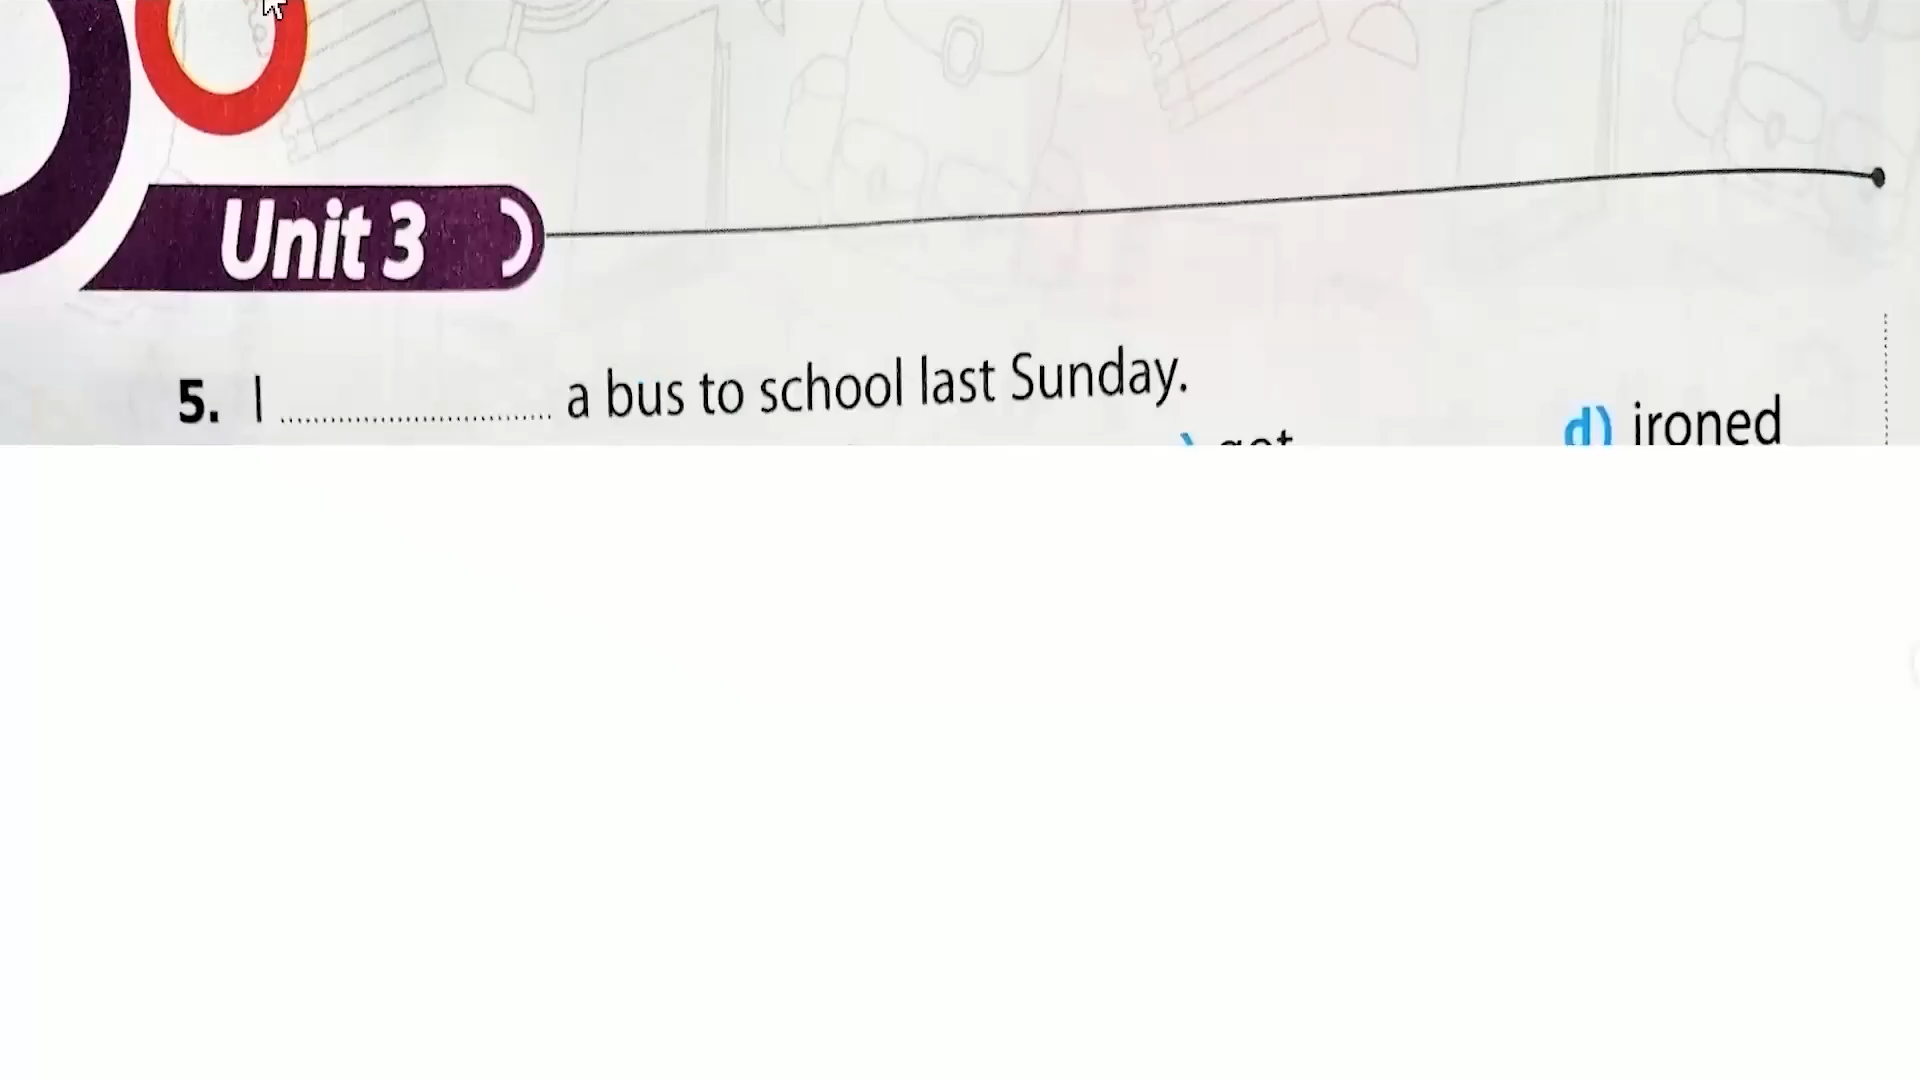 Unit 3
5. I ............................ a bus to school last Sunday.
d) ironed